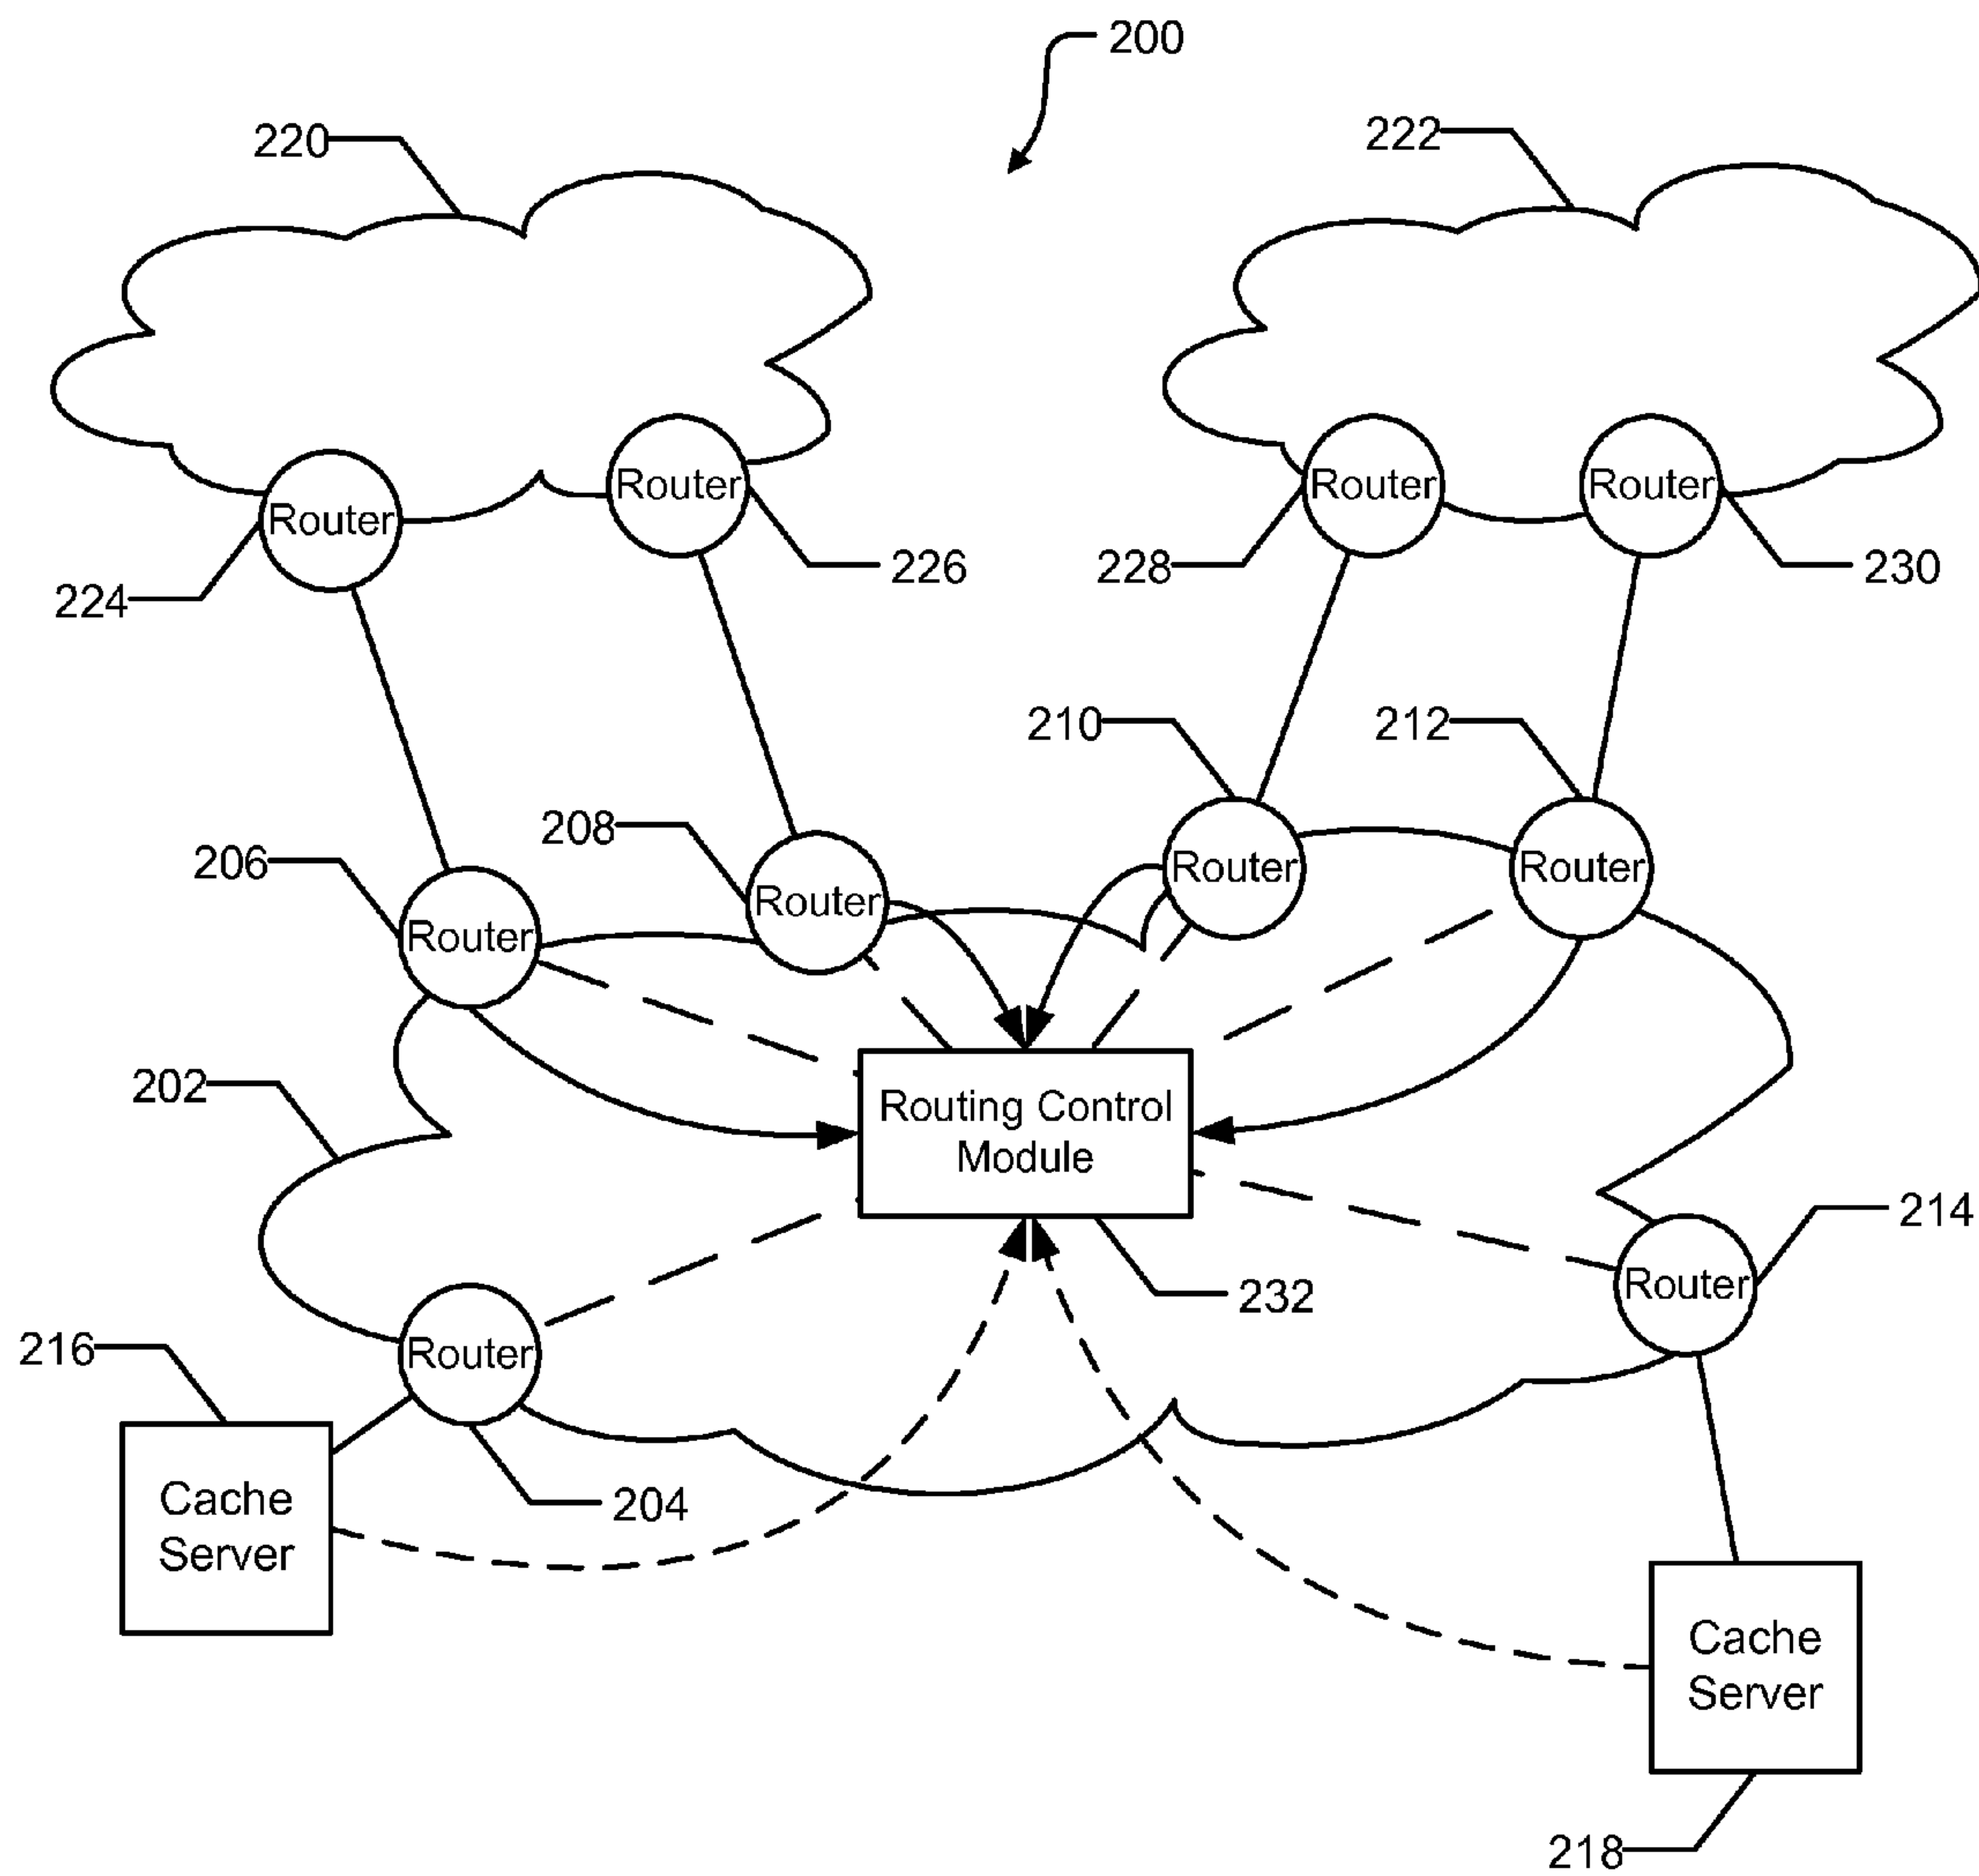 200
220
222
Router
Router
Router
Router
224
226
228
230
210
212
208
206
Router
Router
Router
Router
202
Routing Control
Module
214
232
Router
216
Router
204
Cache
Server
Cache
Server
218